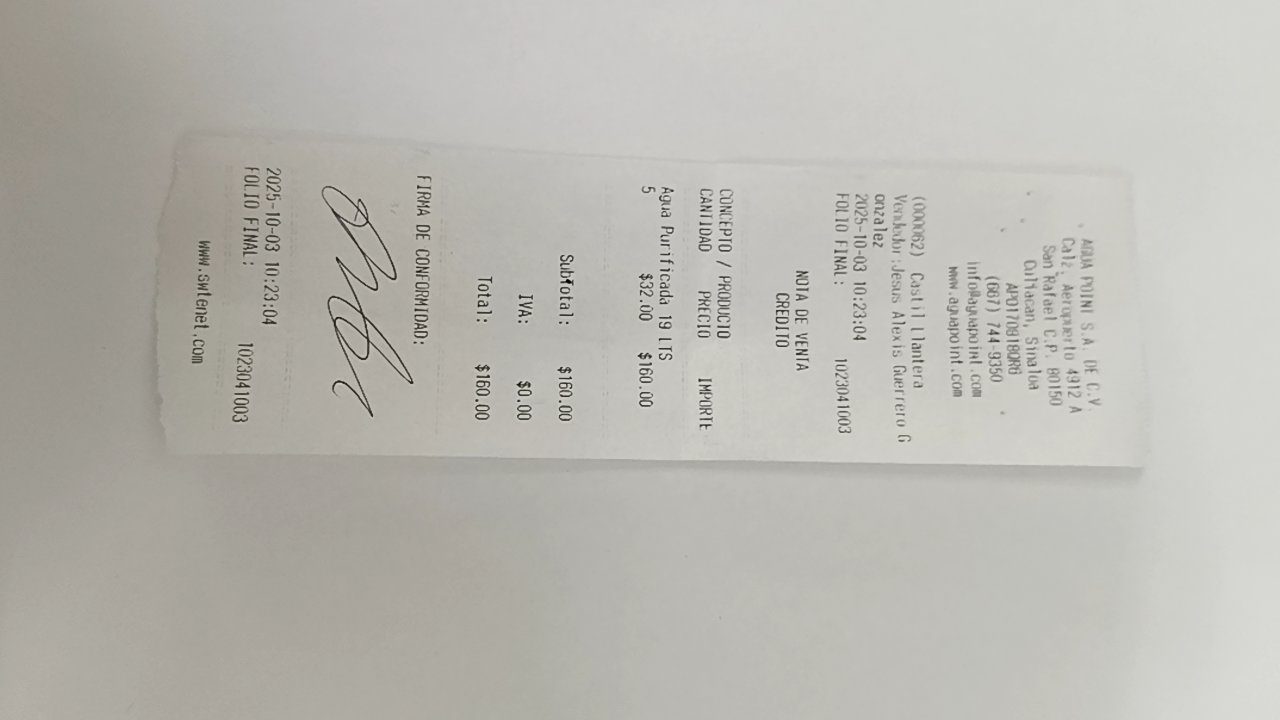 AGUA POINT S.A. DE C.V.
Calz. Aeropuerto 4912 A
San Rafael C.P. 80150
Culiacan, Sinaloa
APO170818QR6
(667) 744-9350
info@aguapoint.com
www.aguapoint.com
(000062) Castil Llantera
Vendedor:Jesus Alexis Guerrero G
onzalez
2025-10-03 10:23:04
FOLIO FINAL: 1023041003
NOTA DE VENTA
CREDITO
CONCEPTO / PRODUCTO
CANTIDAD PRECIO IMPORTE
Agua Purificada 19 LTS
5 $32.00 $160.00
Subtotal: $160.00
IVA: $0.00
Total: $160.00
FIRMA DE CONFORMIDAD:
2025-10-03 10:23:04
FOLIO FINAL: 1023041003
www.swtenet.com